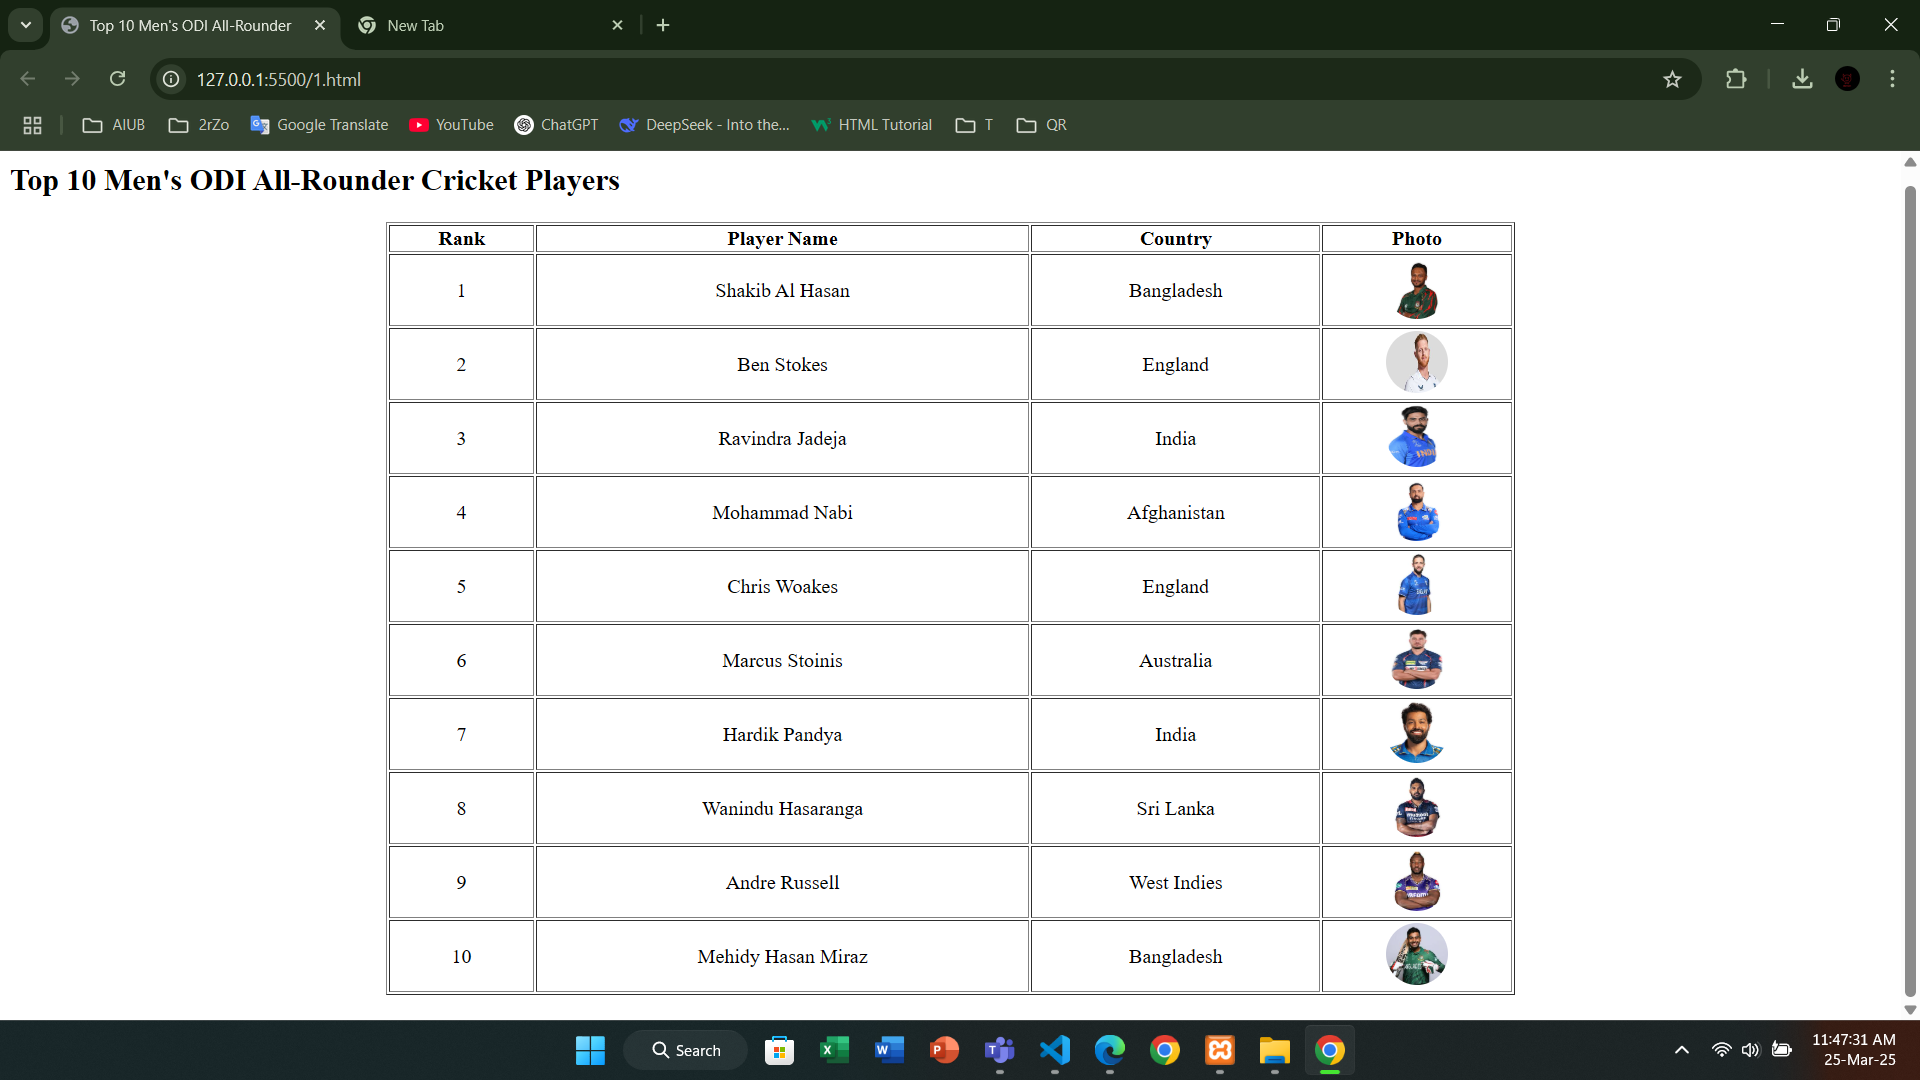 Top 10 Men's ODI All-Rounder
New Tab
127.0.0.1:5500/1.html
AIUB 2rZo Google Translate YouTube ChatGPT DeepSeek - Into the... HTML Tutorial T QR
Top 10 Men's ODI All-Rounder Cricket Players
Rank Player Name Country Photo
1 Shakib Al Hasan Bangladesh
2 Ben Stokes England
3 Ravindra Jadeja India
4 Mohammad Nabi Afghanistan
5 Chris Woakes England
6 Marcus Stoinis Australia
7 Hardik Pandya India
8 Wanindu Hasaranga Sri Lanka
9 Andre Russell West Indies
10 Mehidy Hasan Miraz Bangladesh
Search
11:47:31 AM
25-Mar-25